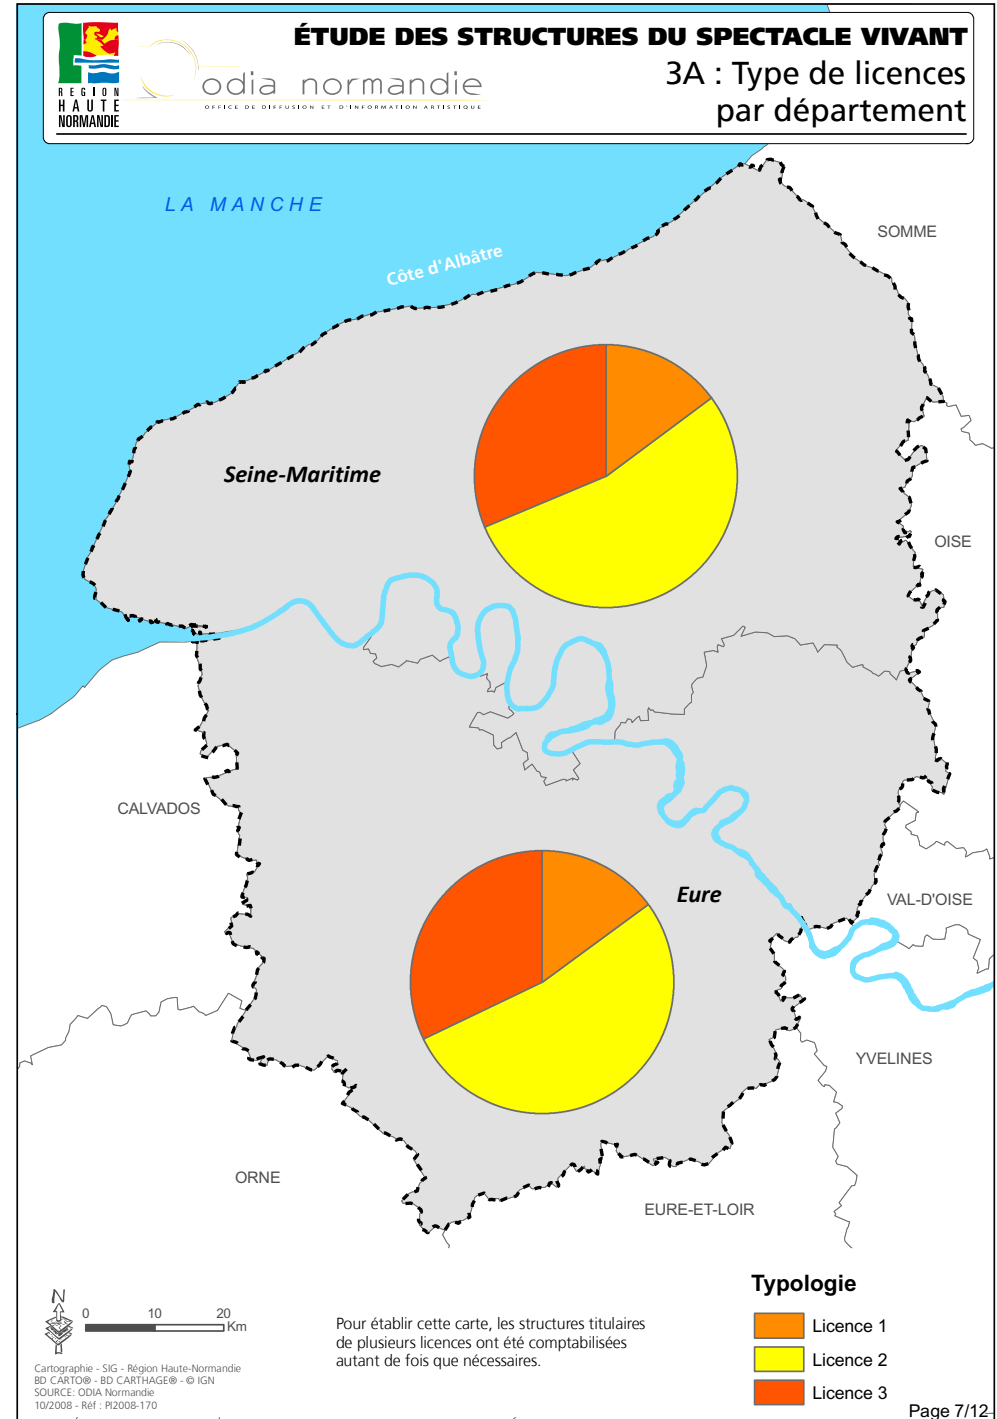 ÉTUDE DES STRUCTURES DU SPECTACLE VIVANT
3A : Type de licences
par département
REGION
HAUTE
NORMANDIE
odia normandie
OFFICE DE DIFFUSION ET D'INFORMATION ARTISTIQUE
LA MANCHE
SOMME
Côte d'Albâtre
Seine-Maritime
OISE
CALVADOS
Eure
VAL-D'OISE
YVELINES
ORNE
EURE-ET-LOIR
Typologie
Licence 1
Licence 2
Licence 3
N
0 10 20
Km
Pour établir cette carte, les structures titulaires
de plusieurs licences ont été comptabilisées
autant de fois que nécessaires.
Cartographie - SIG - Région Haute-Normandie
BD CARTO® - BD CARTHAGE® - © IGN
SOURCE: ODIA Normandie
10/2008 - Réf : PI2008-170
Page 7/12